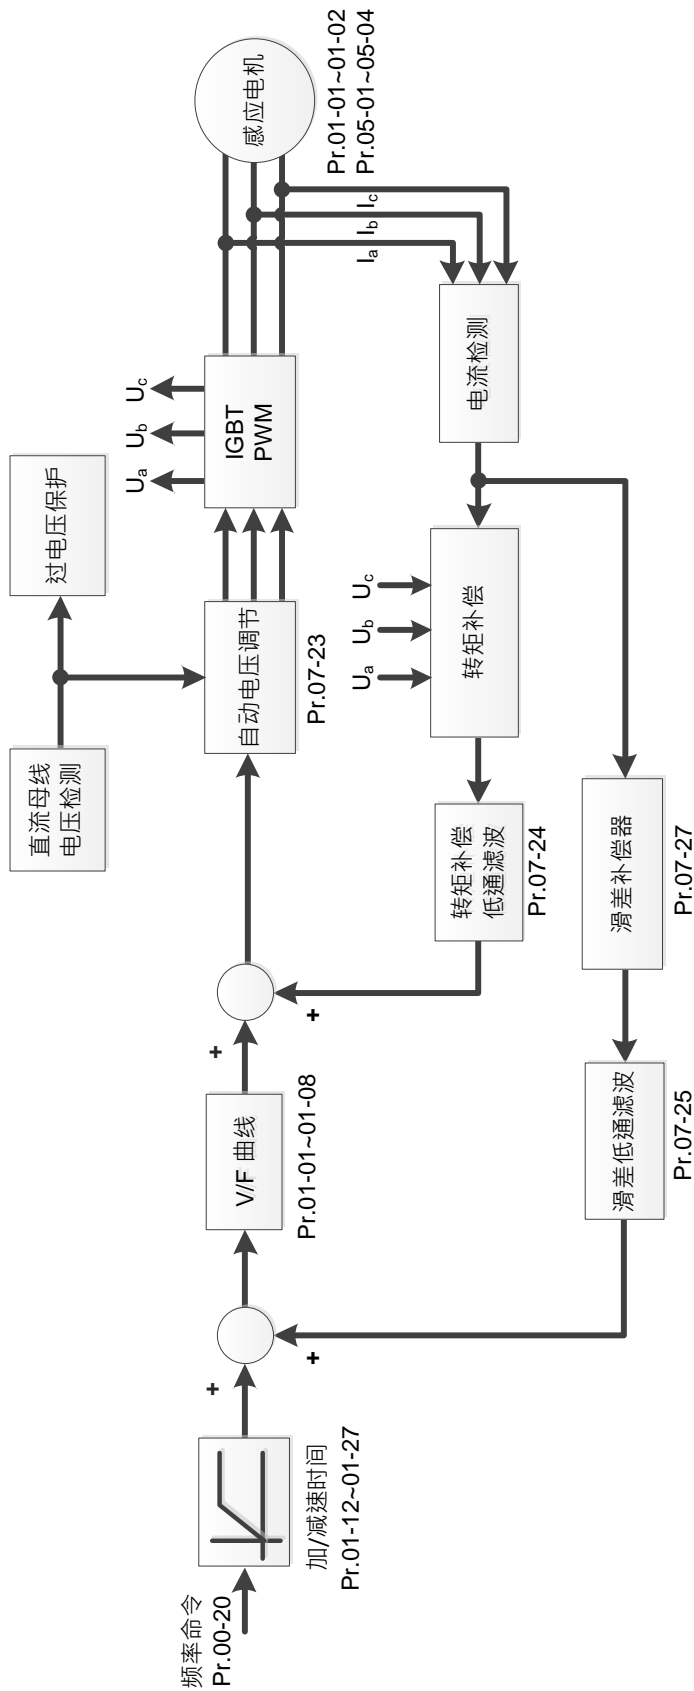 频率命令
Pr.00-20
加/减速时间
Pr.01-12~01-27
+
+
V/F 曲线
Pr.01-01~01-08
+
+
直流母线
电压检测
过电压保护
自动电压调节
Pr.07-23
IGBT
PWM
Ua
Ub
Uc
感应电机
Pr.01-01~01-02
Pr.05-01~05-04
Ia
Ib
Ic
电流检测
转矩补偿
Ua
Ub
Uc
转矩补偿
低通滤波
Pr.07-24
滑差补偿器
Pr.07-27
滑差低通滤波
Pr.07-25